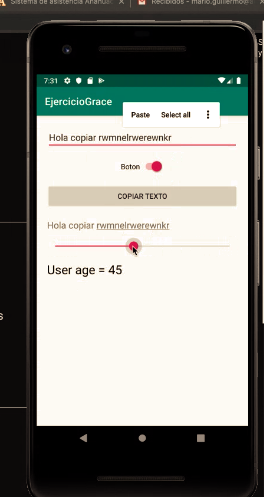 Sistema de asistencia Anahuac
Recibidos – mario.guillermo@
7:31
EjercicioGrace
Paste Select all
Hola copiar rwmnelrwerewnkr
Boton
COPIAR TEXTO
Hola copiar rwmnelrwerewnkr
User age = 45